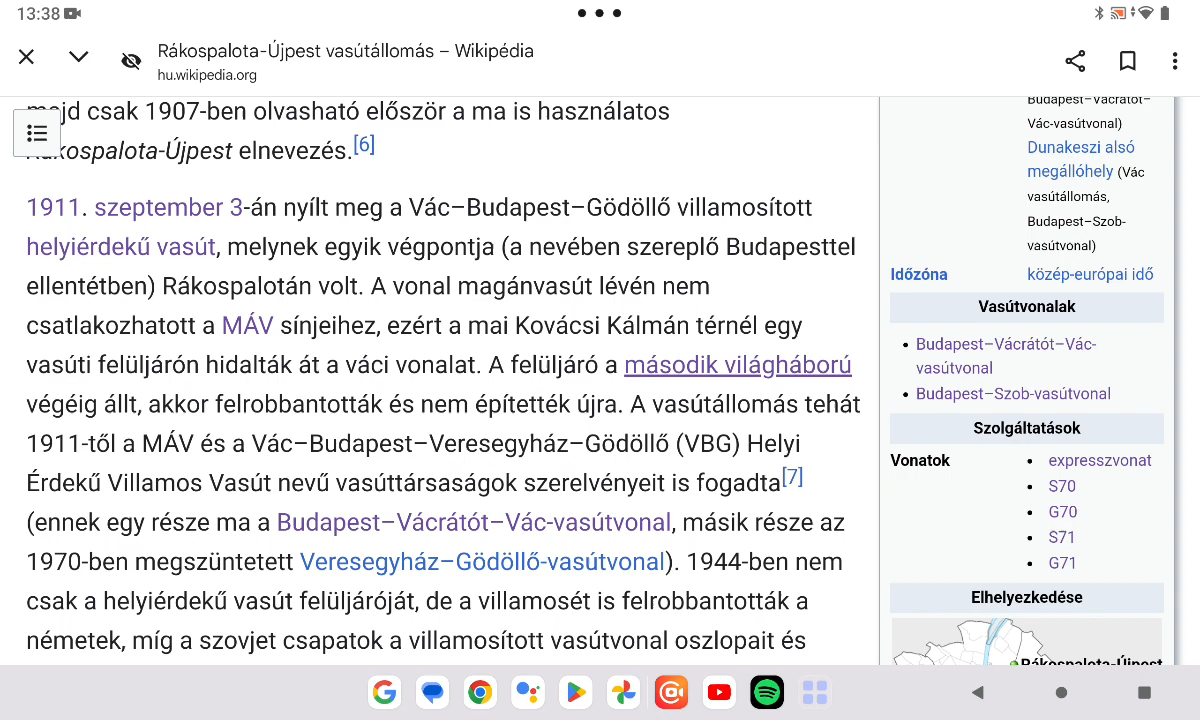 13:38
Rákospalota-Újpest vasútállomás – Wikipédia
hu.wikipedia.org
majd csak 1907-ben olvasható először a ma is használatos
Rákospalota-Újpest elnevezés.[6]
1911. szeptember 3-án nyílt meg a Vác–Budapest–Gödöllő villamosított
helyiérdekű vasút, melynek egyik végpontja (a nevében szereplő Budapesttel
ellentétben) Rákospalotán volt. A vonal magánvasút lévén nem
csatlakozhatott a MÁV sínjeihez, ezért a mai Kovácsi Kálmán térnél egy
vasúti felüljárón hidalták át a váci vonalat. A felüljáró a második világháború
végéig állt, akkor felrobbantották és nem építették újra. A vasútállomás tehát
1911-től a MÁV és a Vác–Budapest–Veresegyház–Gödöllő (VBG) Helyi
Érdekű Villamos Vasút nevű vasúttársaságok szerelvényeit is fogadta[7]
(ennek egy része ma a Budapest–Vácrátót–Vác-vasútvonal, másik része az
1970-ben megszüntetett Veresegyház–Gödöllő-vasútvonal). 1944-ben nem
csak a helyiérdekű vasút felüljáróját, de a villamosét is felrobbantották a
németek, míg a szovjet csapatok a villamosított vasútvonal oszlopait és
Budapest–Vácrátót–
Vác-vasútvonal)
Dunakeszi alsó
megállóhely (Vác
vasútállomás,
Budapest–Szob-
vasútvonal)
Időzóna közép-európai idő
Vasútvonalak
• Budapest–Vácrátót–Vác-
vasútvonal
• Budapest–Szob-vasútvonal
Szolgáltatások
Vonatok • expresszvonat
• S70
• G70
• S71
• G71
Elhelyezkedése
Rákospalota-Újpest